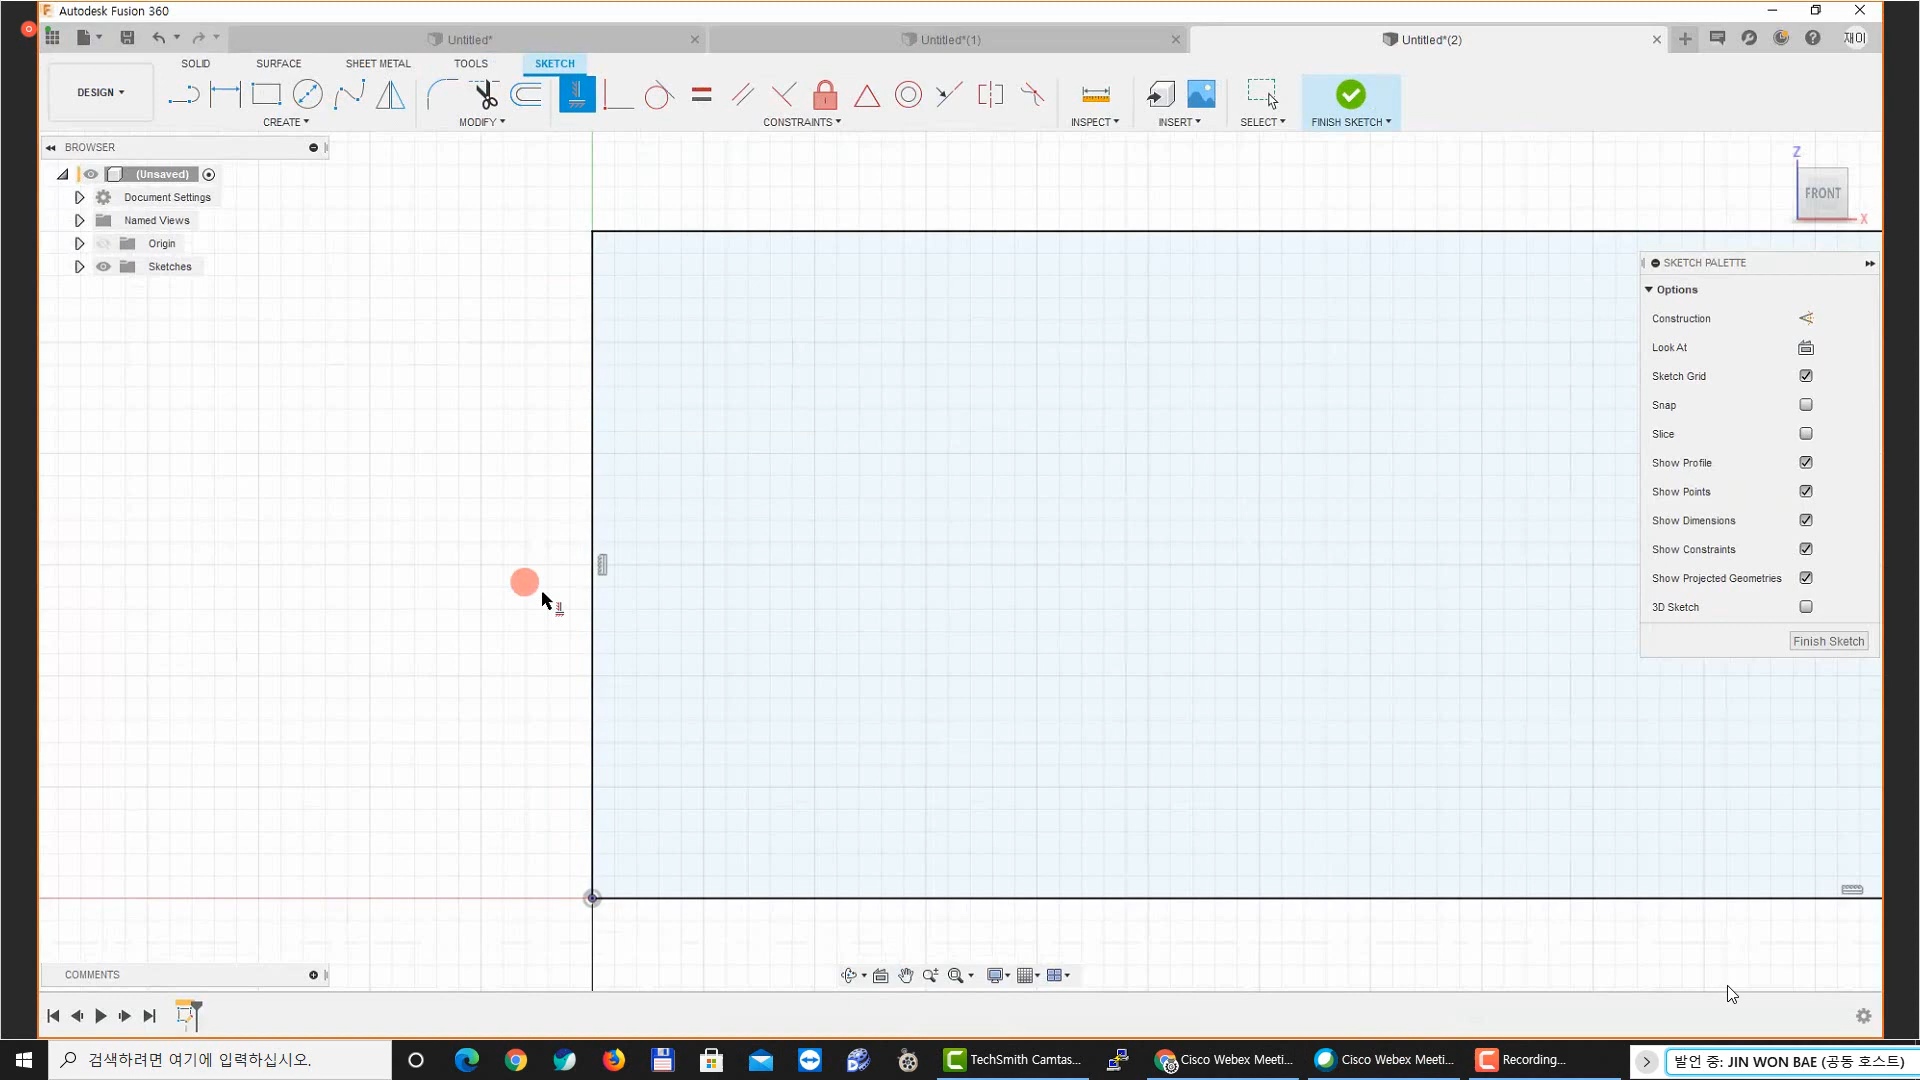 Autodesk Fusion 360
Untitled*
Untitled*(1)
Untitled*(2)
재이
SOLID
SURFACE
SHEET METAL
TOOLS
SKETCH
DESIGN
CREATE
MODIFY
CONSTRAINTS
INSPECT
INSERT
SELECT
FINISH SKETCH
BROWSER
(Unsaved)
Document Settings
Named Views
Origin
Sketches
Z
FRONT
X
SKETCH PALETTE
Options
Construction
Look At
Sketch Grid
Snap
Slice
Show Profile
Show Points
Show Dimensions
Show Constraints
Show Projected Geometries
3D Sketch
Finish Sketch
COMMENTS
검색하려면 여기에 입력하십시오.
TechSmith Camtas...
Cisco Webex Meeti...
Cisco Webex Meeti...
Recording...
발언 중: JIN WON BAE (공동 호스트)